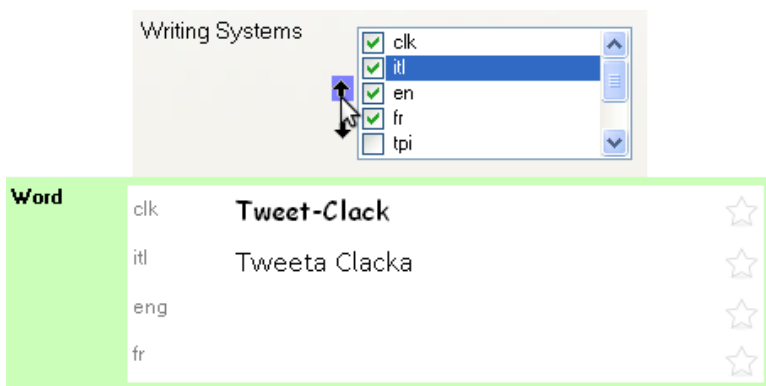 Writing Systems
clk
itl
en
fr
tpi
Word
clk Tweet-Clack
itl Tweeta Clacka
eng
fr